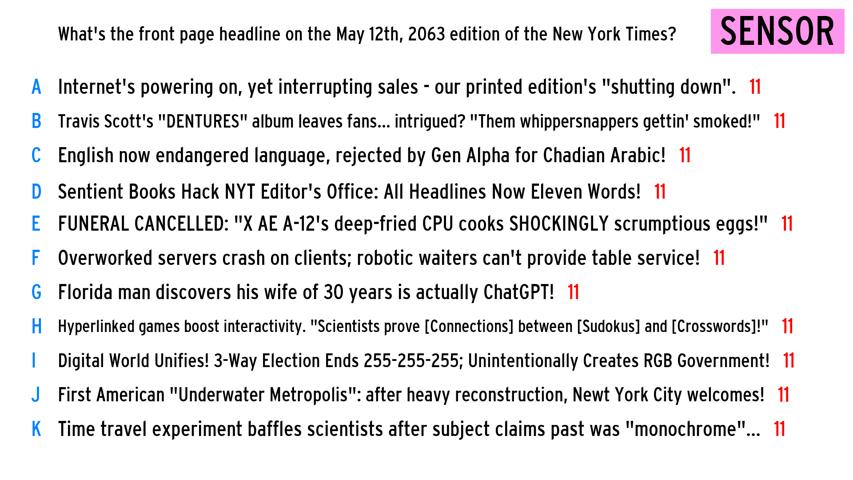 What's the front page headline on the May 12th, 2063 edition of the New York Times?
SENSOR
A Internet's powering on, yet interrupting sales - our printed edition's "shutting down". 11
B Travis Scott's "DENTURES" album leaves fans... intrigued? "Them whippersnappers gettin' smoked!" 11
C English now endangered language, rejected by Gen Alpha for Chadian Arabic! 11
D Sentient Books Hack NYT Editor's Office: All Headlines Now Eleven Words! 11
E FUNERAL CANCELLED: "X AE A-12's deep-fried CPU cooks SHOCKINGLY scrumptious eggs!" 11
F Overworked servers crash on clients; robotic waiters can't provide table service! 11
G Florida man discovers his wife of 30 years is actually ChatGPT! 11
H Hyperlinked games boost interactivity. "Scientists prove [Connections] between [Sudokus] and [Crosswords]!" 11
I Digital World Unifies! 3-Way Election Ends 255-255-255; Unintentionally Creates RGB Government! 11
J First American "Underwater Metropolis": after heavy reconstruction, Newt York City welcomes! 11
K Time travel experiment baffles scientists after subject claims past was "monochrome"... 11